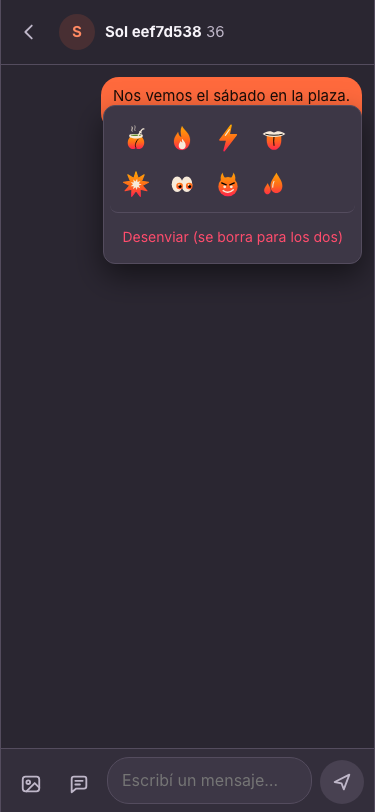 S
Sol eef7d538 36
Nos vemos el sábado en la plaza.
Desenviar (se borra para los dos)
Escribí un mensaje...